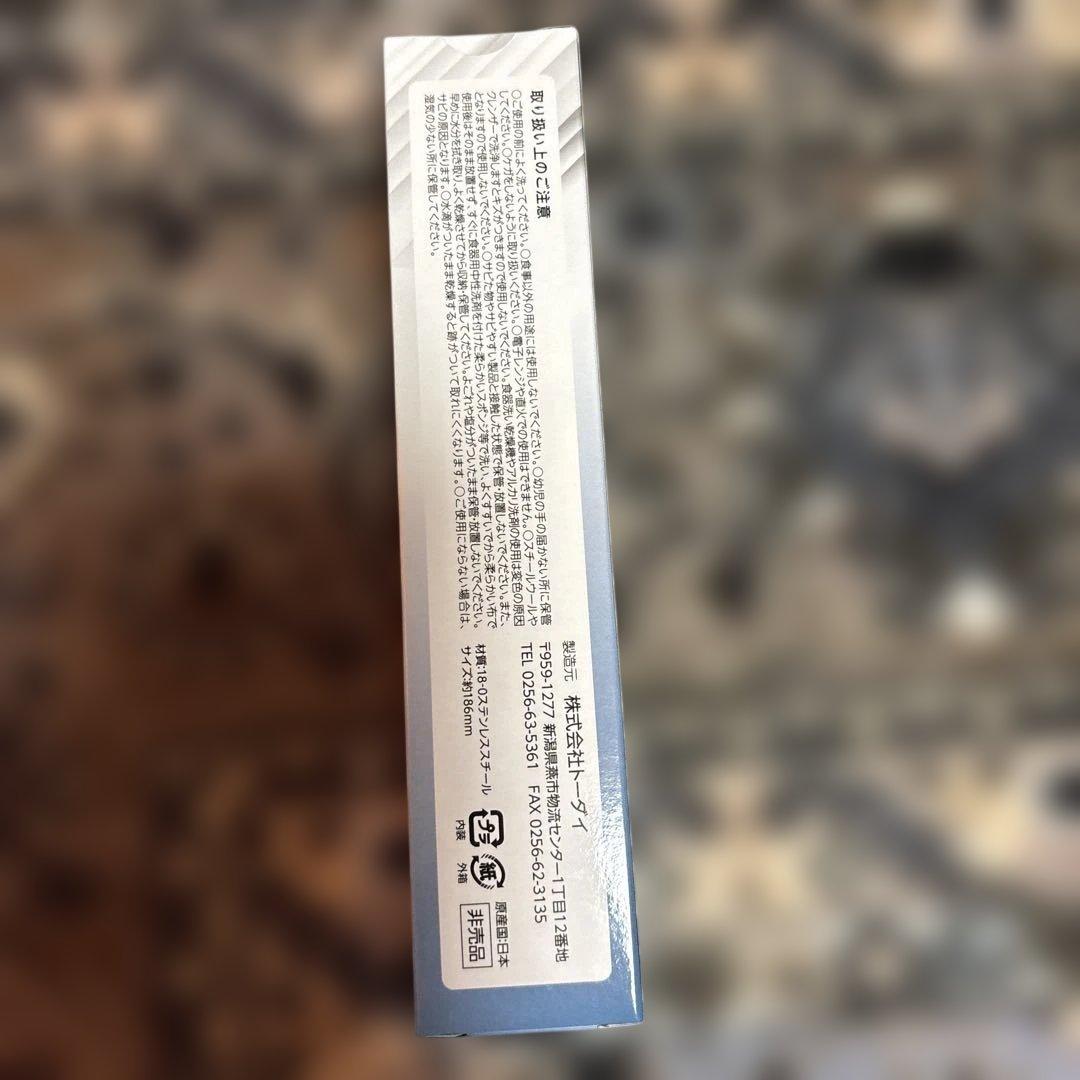 取り扱い上のご注意
○ご使用の前によく洗ってください。○食事以外の用途には使用しないでください。○幼児の手の届かない所に保管
してください。○ケガをしないように取り扱いください。○電子レンジや直火での使用はできません。○スチールウールや
クレンザーで洗浄しますとキズがつきますので使用しないでください。食器洗い乾燥機やアルカリ洗剤の使用は変色の原因
となりますので使用しないでください。○サビた物やサビやすい製品と接触した状態で保管・放置しないでください。また、
使用後はそのまま放置せず、すぐに食器用中性洗剤を付けた柔らかいスポンジ等で洗い、よくすすいでから柔らかい布で
早めに水分を拭き取り、よく乾燥させてから収納・保管してください。よごれや塩分がついたまま保管・放置しないでください。
サビの原因となります。○水滴がついたまま乾燥すると跡がついて取れにくくなります。○ご使用にならない場合は、
湿気の少ない所に保管してください。
製造元 株式会社トーダイ
〒959-1277 新潟県燕市物流センター1丁目12番地
TEL 0256-63-5361 FAX 0256-62-3135
材質:18-0ステンレススチール
サイズ:約186mm
プラ
内装
紙
外箱
原産国:日本
非売品